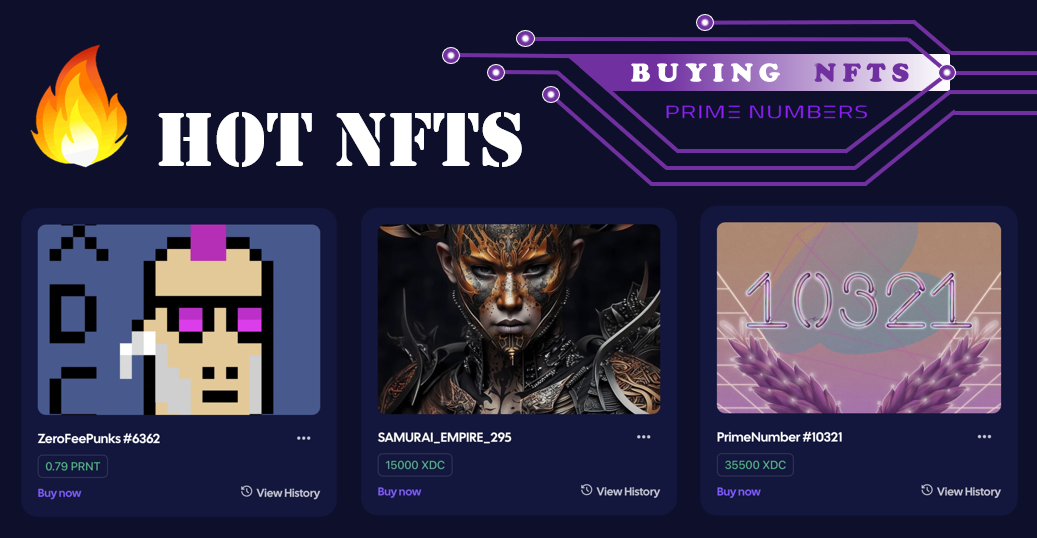 BUYING NFTS
PRIME NUMBERS
HOT NFTS
XDC
ZeroFeePunks #6362
...
0.79 PRNT
Buy now
View History
SAMURAI_EMPIRE_295
...
15000 XDC
Buy now
View History
10321
PrimeNumber #10321
...
35500 XDC
Buy now
View History